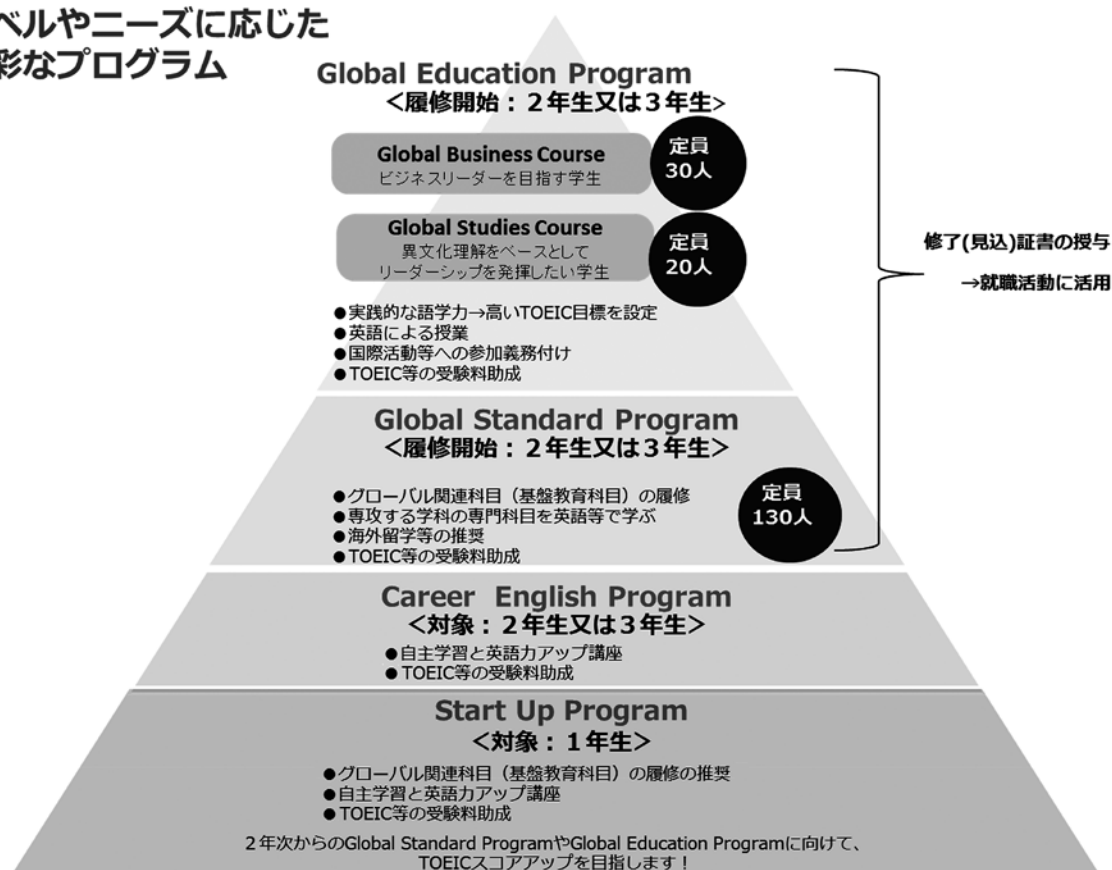 ベルやニーズに応じた
彩なプログラム
Global Education Program
<履修開始：２年生又は３年生>
Global Business Course
ビジネスリーダーを目指す学生
定員
30人
Global Studies Course
異文化理解をベースとして
リーダーシップを発揮したい学生
定員
20人
●実践的な語学力→高いTOEIC目標を設定
●英語による授業
●国際活動等への参加義務付け
●TOEIC等の受験料助成
修了(見込)証書の授与
→就職活動に活用
Global Standard Program
＜履修開始：２年生又は３年生＞
●グローバル関連科目（基盤教育科目）の履修
●専攻する学科の専門科目を英語等で学ぶ
●海外留学等の推奨
●TOEIC等の受験料助成
定員
130人
Career English Program
＜対象：２年生又は３年生＞
●自主学習と英語力アップ講座
●TOEIC等の受験料助成
Start Up Program
＜対象：１年生＞
●グローバル関連科目（基盤教育科目）の履修の推奨
●自主学習と英語力アップ講座
●TOEIC等の受験料助成
２年次からのGlobal Standard ProgramやGlobal Education Programに向けて、
TOEICスコアアップを目指します！